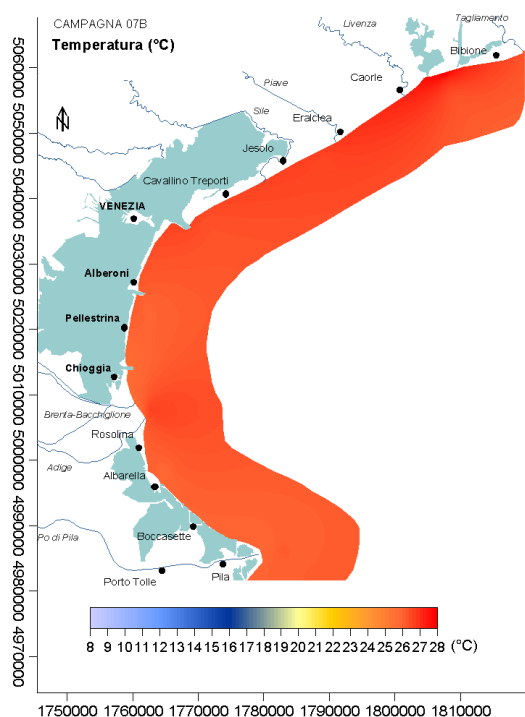 CAMPAGNA 07B
Temperatura (°C)
Livenza
Tagliamento
Bibione
Caorle
Piave
Sile
Eraclea
Jesolo
Cavallino Treporti
VENEZIA
Alberoni
Pellestrina
Chioggia
Brenta-Bacchiglione
Rosolina
Adige
Albarella
Po di Pila
Boccasette
Porto Tolle
Pila
N
8 9 10 11 12 13 14 15 16 17 18 19 20 21 22 23 24 25 26 27 28 (°C)
5060000
5050000
5040000
5030000
5020000
5010000
5000000
4990000
4980000
4970000
1750000 1760000 1770000 1780000 1790000 1800000 1810000